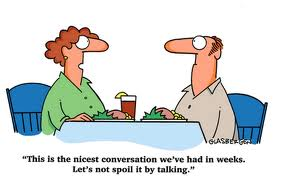 GLASBERGEN
"This is the nicest conversation we've had in weeks.
Let's not spoil it by talking."